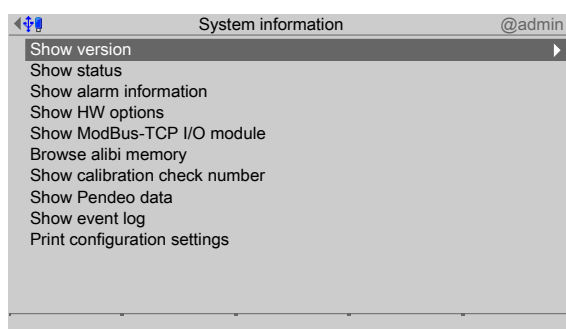 System information
@admin
Show version
Show status
Show alarm information
Show HW options
Show ModBus-TCP I/O module
Browse alibi memory
Show calibration check number
Show Pendeo data
Show event log
Print configuration settings